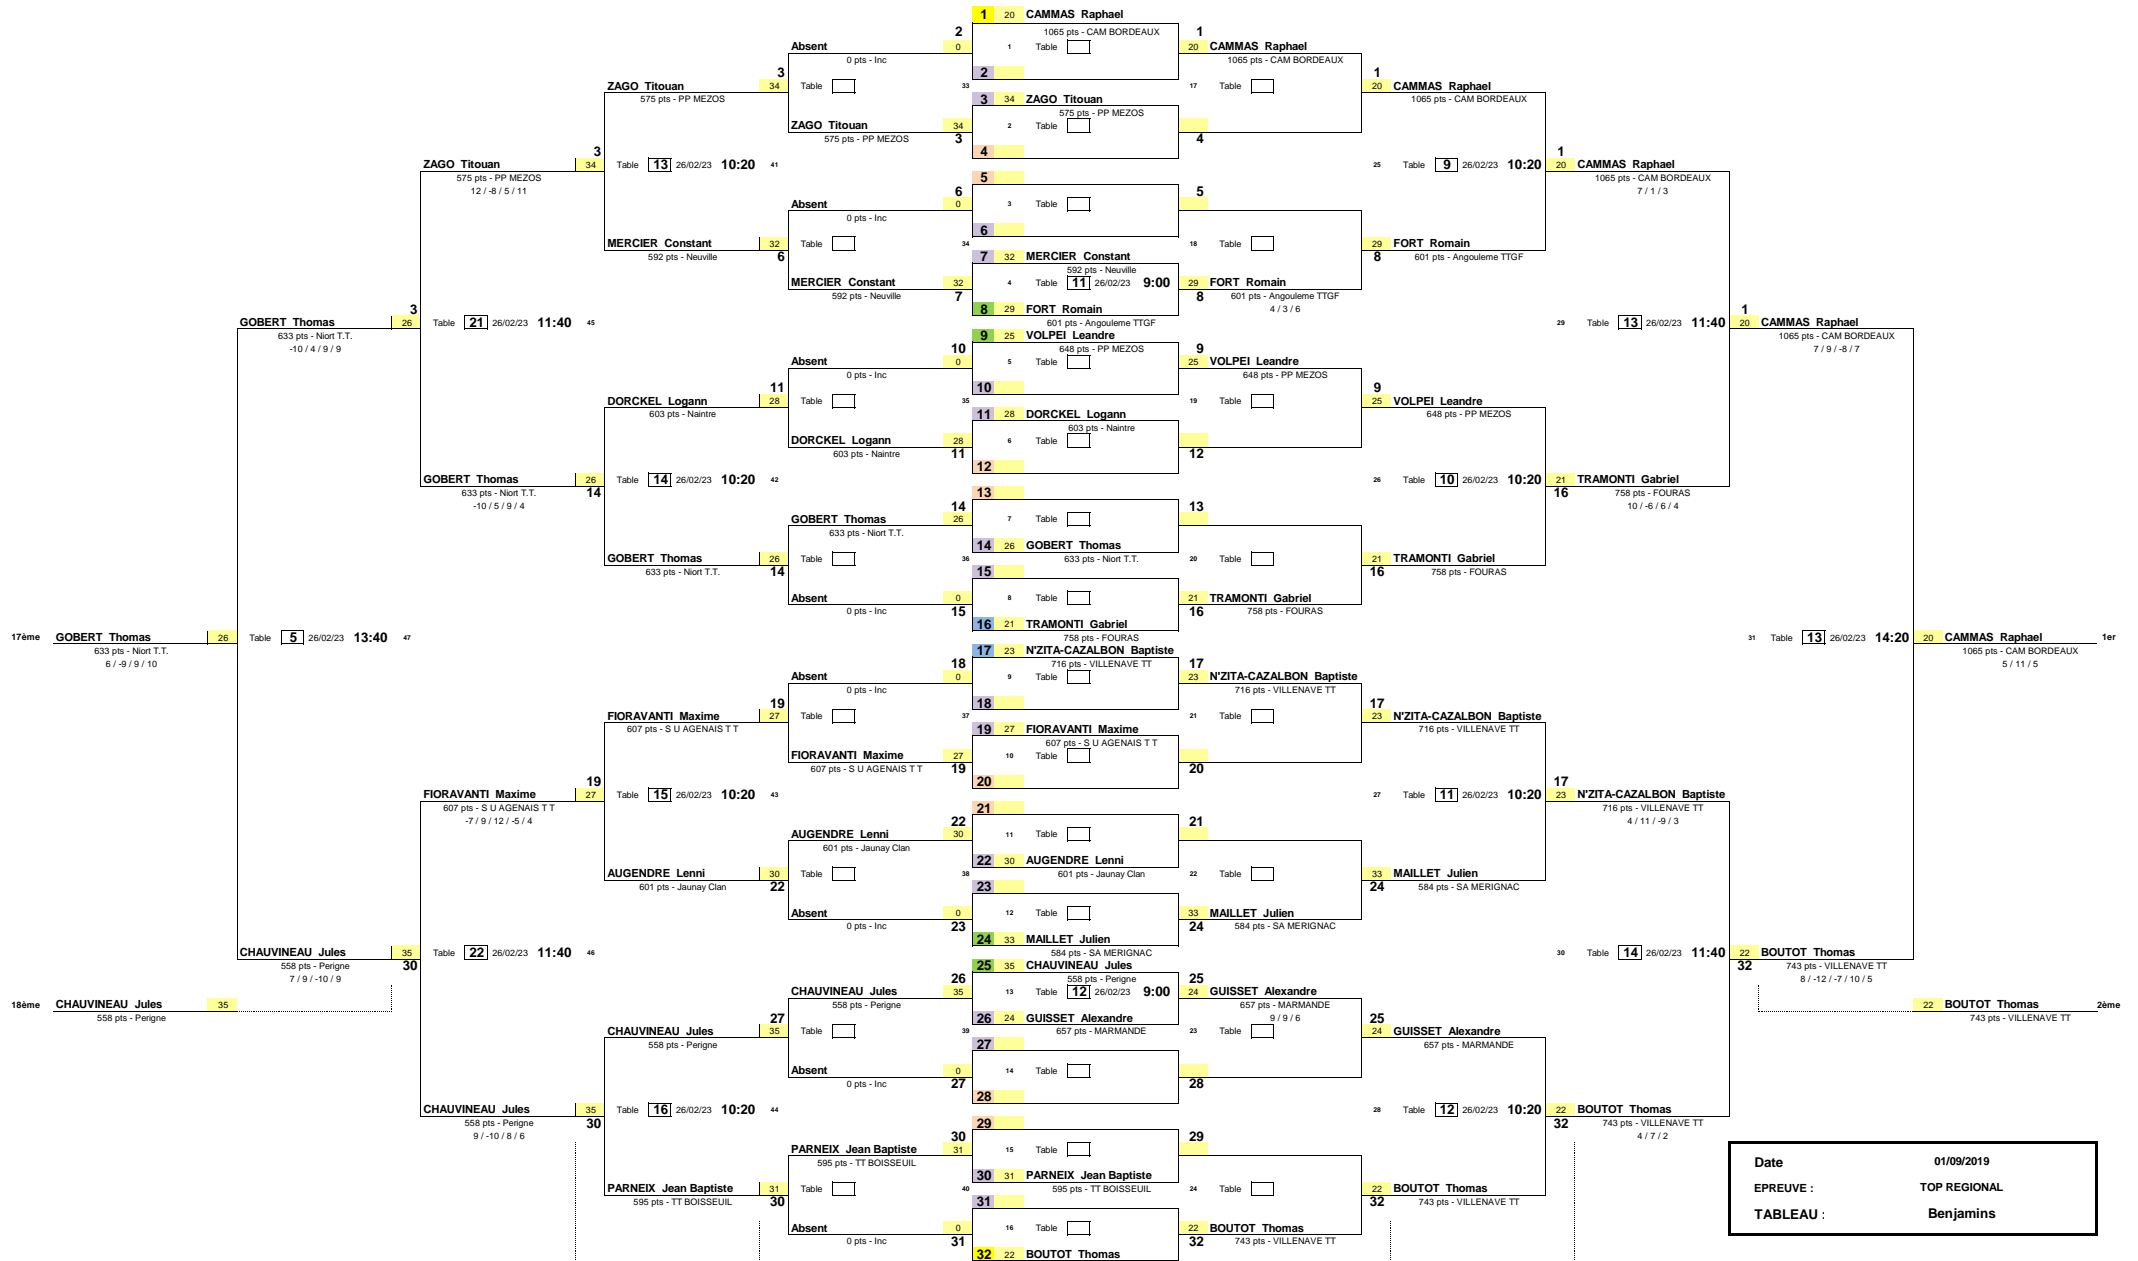 1 20 CAMMAS Raphael
2 1065 pts - CAM BORDEAUX 1
Absent 0 1 Table 20 CAMMAS Raphael
0 pts - Inc 1065 pts - CAM BORDEAUX
3 2 1
ZAGO Titouan 34 Table 33 17 Table 20 CAMMAS Raphael
575 pts - PP MEZOS 3 34 ZAGO Titouan 1065 pts - CAM BORDEAUX
575 pts - PP MEZOS
ZAGO Titouan 34 2 Table
575 pts - PP MEZOS 3 4
4
3 1
ZAGO Titouan 34 Table 13 26/02/23 10:20 41 25 Table 9 26/02/23 10:20 20 CAMMAS Raphael
575 pts - PP MEZOS 5 1065 pts - CAM BORDEAUX
12 / -8 / 5 / 11 6 5 7 / 1 / 3
Absent 0 3 Table
0 pts - Inc
6
MERCIER Constant 32 Table 34 18 Table 29 FORT Romain
592 pts - Neuville 6 7 32 MERCIER Constant 8 601 pts - Angouleme TTGF
592 pts - Neuville
MERCIER Constant 32 4 Table 11 26/02/23 9:00 29 FORT Romain
592 pts - Neuville 7 8 601 pts - Angouleme TTGF
3 8 29 FORT Romain 4 / 3 / 6 1
GOBERT Thomas 26 Table 21 26/02/23 11:40 45 601 pts - Angouleme TTGF 29 Table 13 26/02/23 11:40 20 CAMMAS Raphael
633 pts - Niort T.T. 9 25 VOLPEI Leandre 1065 pts - CAM BORDEAUX
-10 / 4 / 9 / 9 10 648 pts - PP MEZOS 9 7 / 9 / -8 / 7
Absent 0 5 Table 25 VOLPEI Leandre
0 pts - Inc 648 pts - PP MEZOS
11 10 9
DORCKEL Logann 28 Table 35 19 Table 25 VOLPEI Leandre
603 pts - Naintre 11 28 DORCKEL Logann 648 pts - PP MEZOS
603 pts - Naintre
DORCKEL Logann 28 6 Table
603 pts - Naintre 11 12
12
GOBERT Thomas 26 Table 14 26/02/23 10:20 42 26 Table 10 26/02/23 10:20 21 TRAMONTI Gabriel
633 pts - Niort T.T. 14 13 16 758 pts - FOURAS
-10 / 5 / 9 / 4 14 13 10 / -6 / 6 / 4
GOBERT Thomas 26 7 Table
633 pts - Niort T.T.
14 26 GOBERT Thomas
GOBERT Thomas 26 Table 36 633 pts - Niort T.T. 20 Table 21 TRAMONTI Gabriel
633 pts - Niort T.T. 14 15 16 758 pts - FOURAS
Absent 0 8 Table 21 TRAMONTI Gabriel
0 pts - Inc 15 16 758 pts - FOURAS
16 21 TRAMONTI Gabriel
17ème GOBERT Thomas 26 Table 5 26/02/23 13:40 47 758 pts - FOURAS 31 Table 13 26/02/23 14:20 20 CAMMAS Raphael 1er
633 pts - Niort T.T. 17 23 N'ZITA-CAZALBON Baptiste 1065 pts - CAM BORDEAUX
6 / -9 / 9 / 10 18 716 pts - VILLENAVE TT 17 5 / 11 / 5
Absent 0 9 Table 23 N'ZITA-CAZALBON Baptiste
0 pts - Inc 716 pts - VILLENAVE TT
19 18 17
FIORAVANTI Maxime 27 Table 37 21 Table 23 N'ZITA-CAZALBON Baptiste
607 pts - S U AGENAIS T T 19 27 FIORAVANTI Maxime 716 pts - VILLENAVE TT
607 pts - S U AGENAIS T T
FIORAVANTI Maxime 27 10 Table
607 pts - S U AGENAIS T T 19 20
19 20 17
FIORAVANTI Maxime 27 Table 15 26/02/23 10:20 43 27 Table 11 26/02/23 10:20 23 N'ZITA-CAZALBON Baptiste
607 pts - S U AGENAIS T T 21 716 pts - VILLENAVE TT
-7 / 9 / 12 / -5 / 4 22 21 4 / 11 / -9 / 3
AUGENDRE Lenni 30 11 Table
601 pts - Jaunay Clan
22 30 AUGENDRE Lenni
AUGENDRE Lenni 30 Table 38 601 pts - Jaunay Clan 22 Table 33 MAILLET Julien
601 pts - Jaunay Clan 22 23 24 584 pts - SA MERIGNAC
Absent 0 12 Table 33 MAILLET Julien
0 pts - Inc 23 24 584 pts - SA MERIGNAC
24 33 MAILLET Julien
CHAUVINEAU Jules 35 Table 22 26/02/23 11:40 46 584 pts - SA MERIGNAC 30 Table 14 26/02/23 11:40 22 BOUTOT Thomas
558 pts - Perigne 30 25 35 CHAUVINEAU Jules 32 743 pts - VILLENAVE TT
7 / 9 / -10 / 9 26 558 pts - Perigne 25 8 / -12 / -7 / 10 / 5
CHAUVINEAU Jules 35 13 Table 12 26/02/23 9:00 24 GUISSET Alexandre
18ème CHAUVINEAU Jules 35 558 pts - Perigne 657 pts - MARMANDE 22 BOUTOT Thomas 2ème
558 pts - Perigne 27 26 24 GUISSET Alexandre 9 / 9 / 6 25 743 pts - VILLENAVE TT
CHAUVINEAU Jules 35 Table 39 657 pts - MARMANDE 23 Table 24 GUISSET Alexandre
558 pts - Perigne 27 657 pts - MARMANDE
Absent 0 14 Table
0 pts - Inc 27 28
28
CHAUVINEAU Jules 35 Table 16 26/02/23 10:20 44 28 Table 12 26/02/23 10:20 22 BOUTOT Thomas
558 pts - Perigne 30 29 32 743 pts - VILLENAVE TT
9 / -10 / 8 / 6 30 29 4 / 7 / 2
PARNEIX Jean Baptiste 31 15 Table
595 pts - TT BOISSEUIL
30 31 PARNEIX Jean Baptiste
PARNEIX Jean Baptiste 31 Table 40 595 pts - TT BOISSEUIL 24 Table 22 BOUTOT Thomas
595 pts - TT BOISSEUIL 30 31 32 743 pts - VILLENAVE TT
Absent 0 16 Table 22 BOUTOT Thomas
0 pts - Inc 31 32 743 pts - VILLENAVE TT
32 22 BOUTOT Thomas
Date 01/09/2019
EPREUVE : TOP REGIONAL
TABLEAU : Benjamins